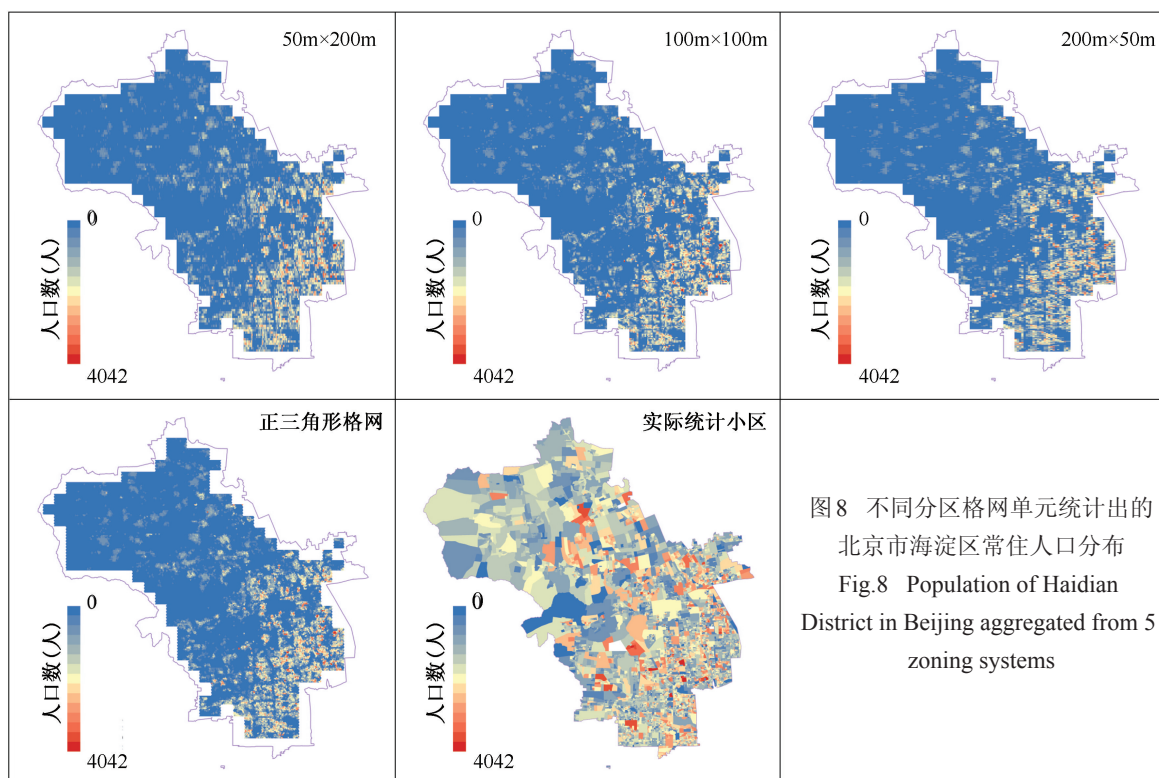 50m×200m
人口数(人)
0
4042
100m×100m
人口数(人)
0
4042
200m×50m
人口数(人)
0
4042
正三角形格网
人口数(人)
0
4042
实际统计小区
人口数(人)
0
4042
图8 不同分区格网单元统计出的
北京市海淀区常住人口分布
Fig.8 Population of Haidian
District in Beijing aggregated from 5
zoning systems